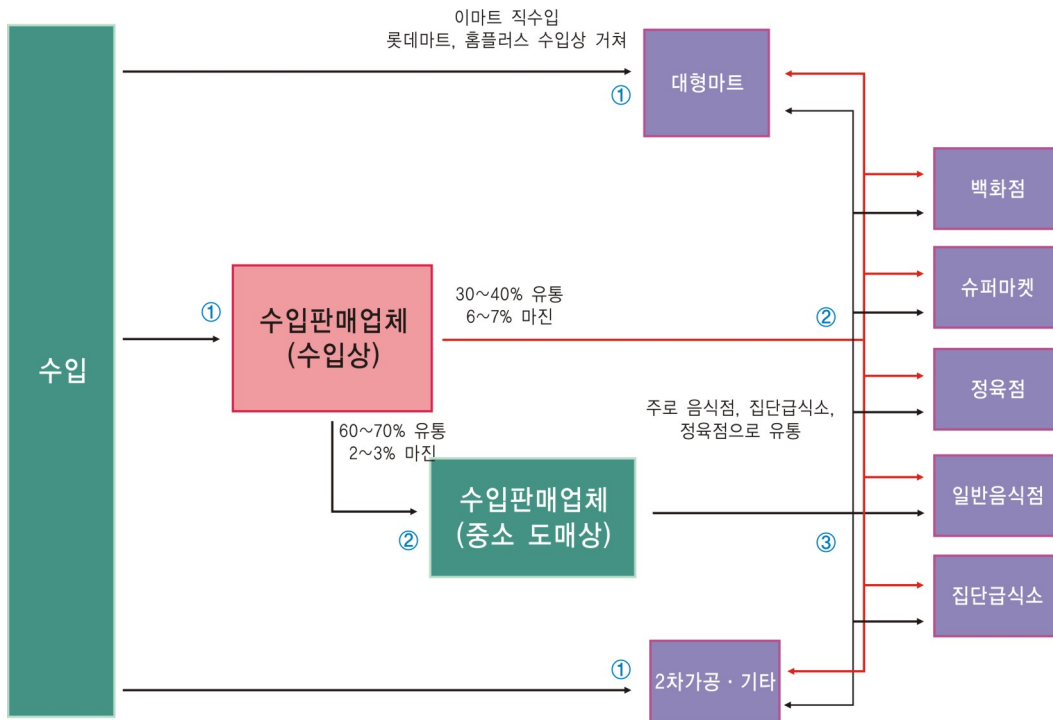 이마트 직수입
롯데마트, 홈플러스 수입상 거쳐
①
대형마트
백화점
①
수입판매업체
(수입상)
30~40% 유통
6~7% 마진
②
슈퍼마켓
수입
60~70% 유통
2~3% 마진
주로 음식점, 집단급식소,
정육점으로 유통
정육점
②
수입판매업체
(중소 도매상)
③
일반음식점
집단급식소
①
2차가공 · 기타